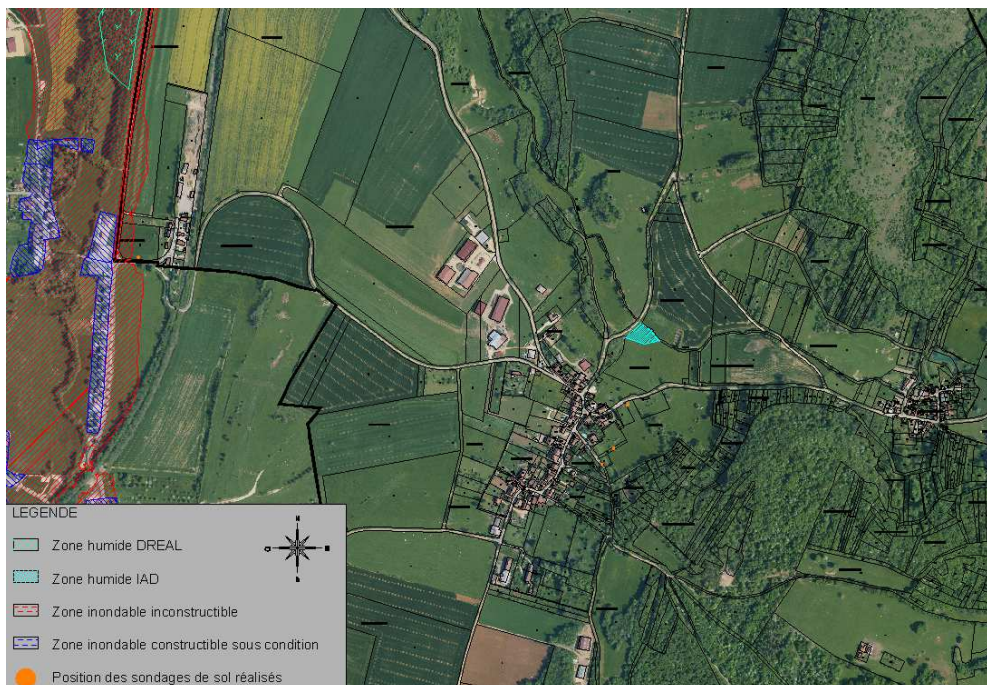 LEGENDE
Zone humide DREAL
Zone humide IAD
Zone inondable inconstructible
Zone inondable constructible sous condition
Position des sondages de sol réalisés